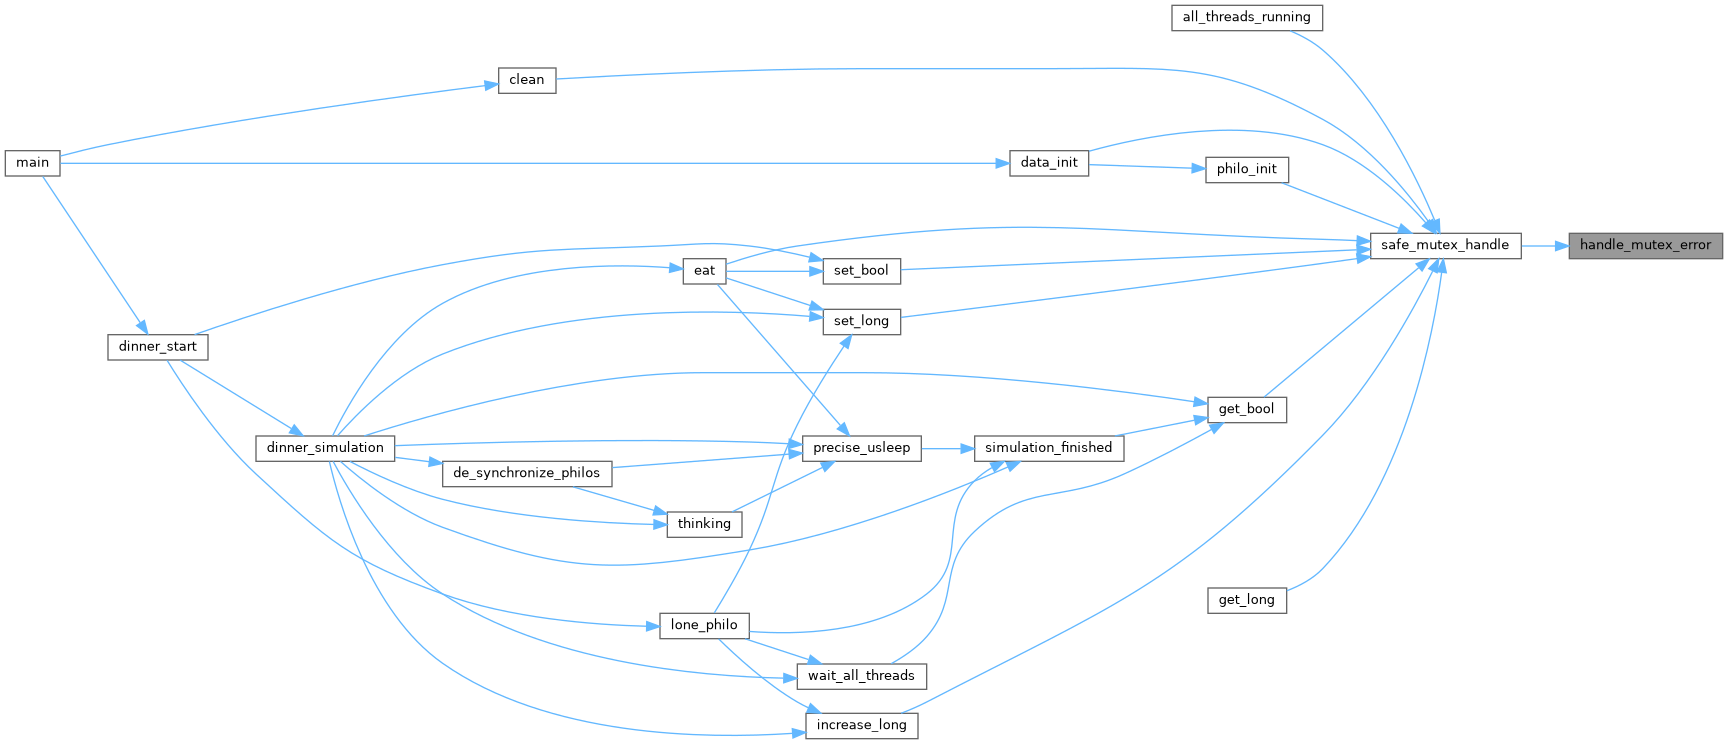 all_threads_running
clean
main
data_init
philo_init
safe_mutex_handle
handle_mutex_error
eat
set_bool
set_long
dinner_start
get_bool
dinner_simulation
precise_usleep
simulation_finished
de_synchronize_philos
thinking
get_long
lone_philo
wait_all_threads
increase_long